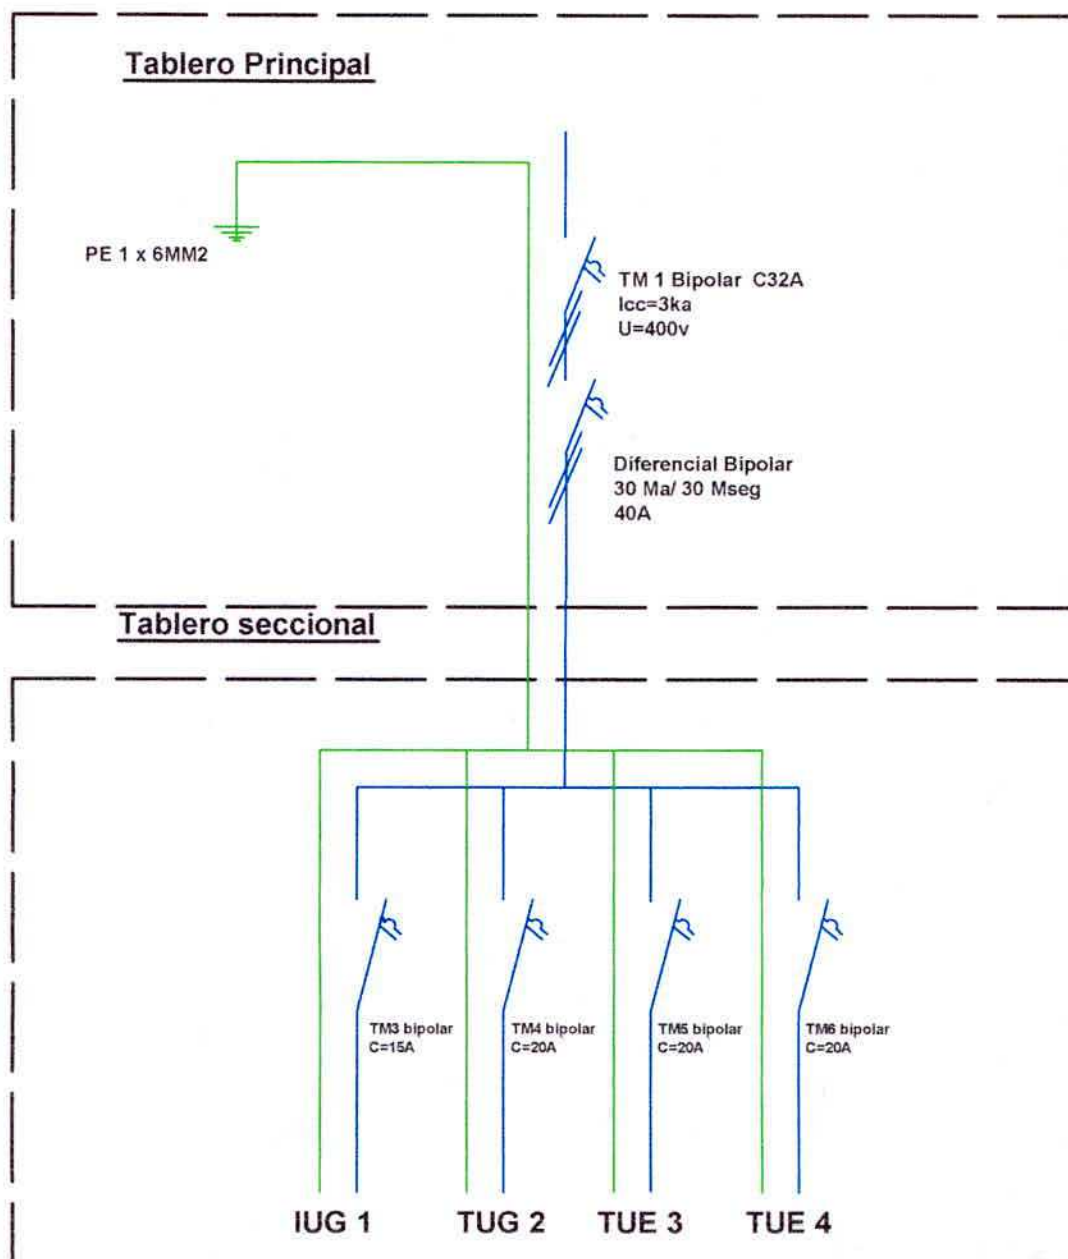 Tablero Principal
PE 1 x 6MM2
TM 1 Bipolar C32A
Icc=3ka
U=400v
Diferencial Bipolar
30 Ma/ 30 Mseg
40A
Tablero seccional
TM3 bipolar
C=15A
TM4 bipolar
C=20A
TM5 bipolar
C=20A
TM6 bipolar
C=20A
IUG 1
TUG 2
TUE 3
TUE 4